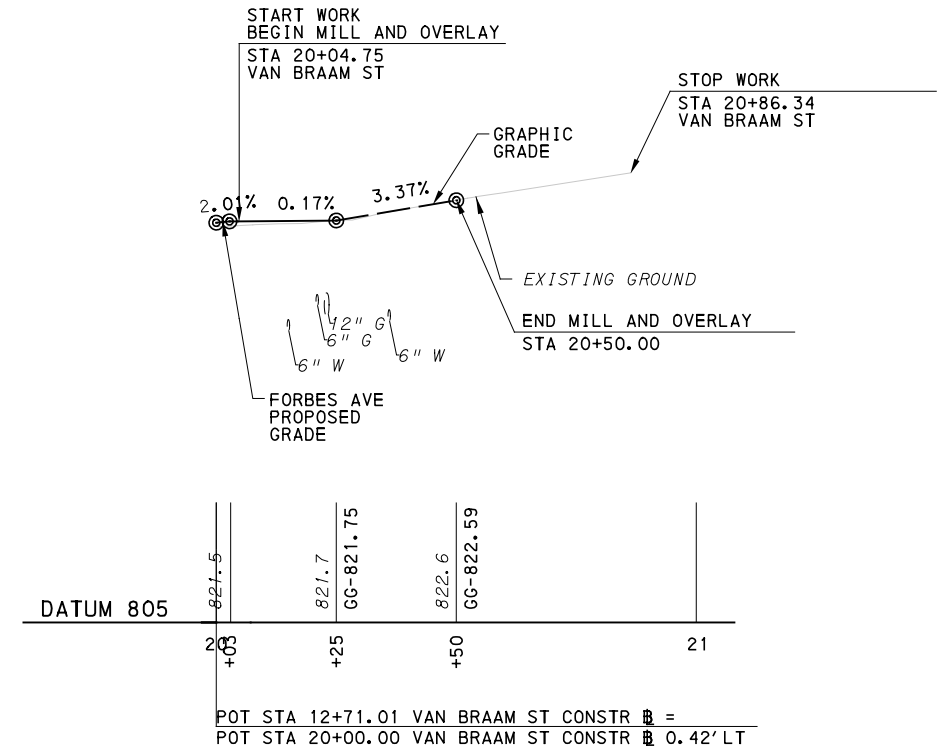 START WORK
BEGIN MILL AND OVERLAY
STA 20+04.75
VAN BRAAM ST
STOP WORK
STA 20+86.34
VAN BRAAM ST
GRAPHIC
GRADE
2.01%
0.17%
3.37%
EXISTING GROUND
END MILL AND OVERLAY
STA 20+50.00
12" G
6" G
6" W
6" W
FORBES AVE
PROPOSED
GRADE
821.5
821.7
GG-821.75
822.6
GG-822.59
DATUM 805
20
+03
+25
+50
21
POT STA 12+71.01 VAN BRAAM ST CONSTR =
POT STA 20+00.00 VAN BRAAM ST CONSTR 0.42' LT